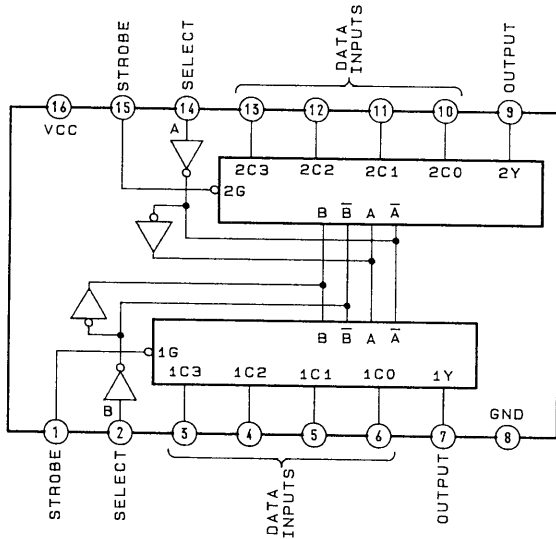 STROBE
SELECT
DATA
INPUTS
OUTPUT
16
15
14
13
12
11
10
9
VCC
A
2C3
2C2
2C1
2C0
2Y
2G
B
B̅
A
A̅
B
B̅
A
A̅
1G
1C3
1C2
1C1
1C0
1Y
B
GND
1
2
3
4
5
6
7
8
STROBE
SELECT
DATA
INPUTS
OUTPUT